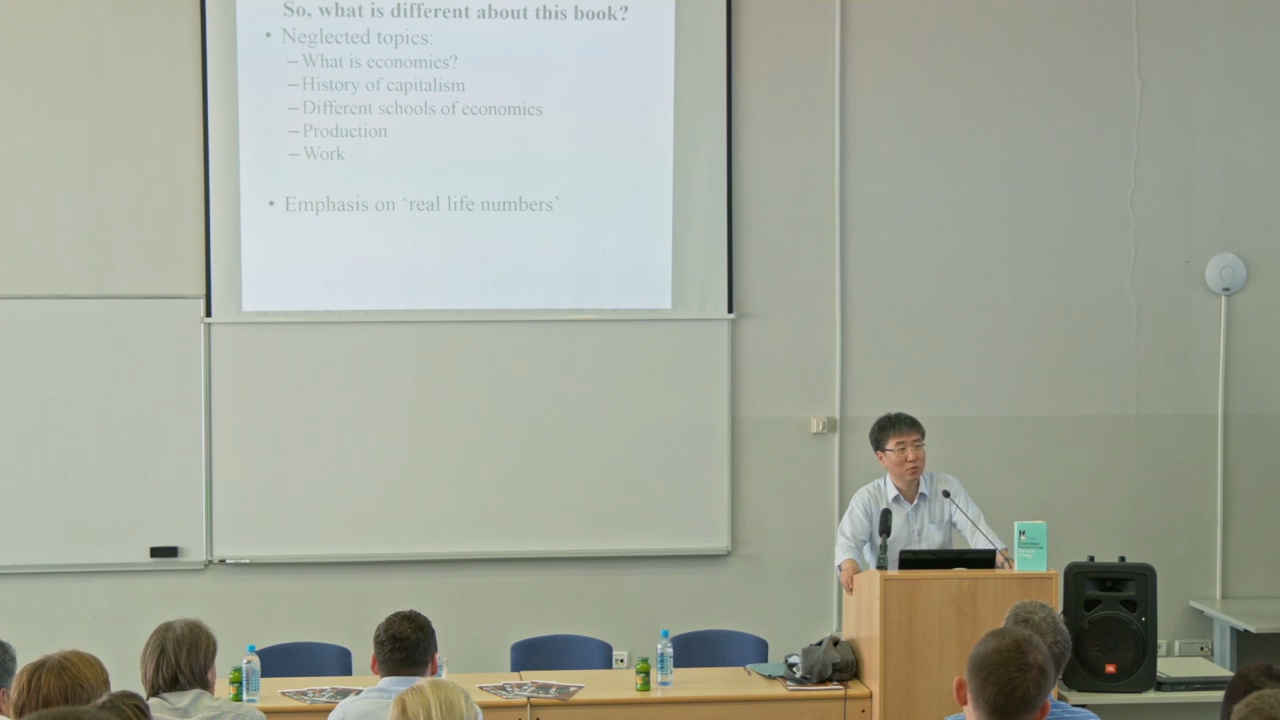 So, what is different about this book?
• Neglected topics:
– What is economics?
– History of capitalism
– Different schools of economics
– Production
– Work
• Emphasis on ‘real life numbers’
JBL